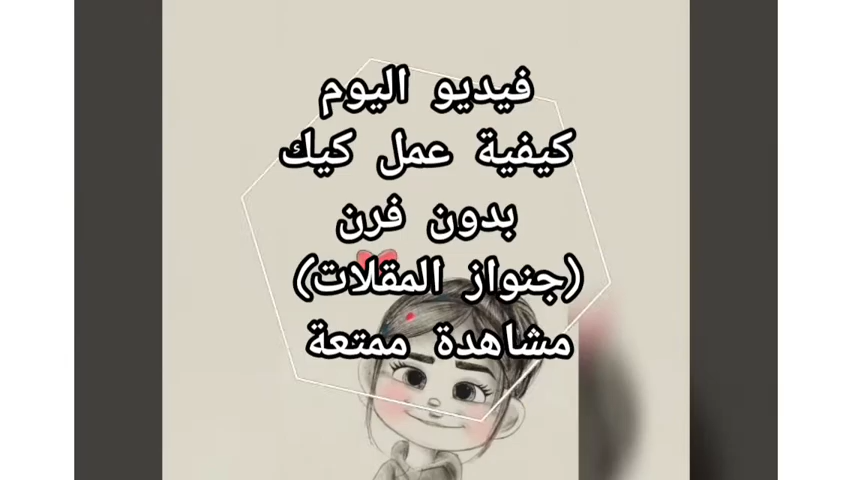 فيديو اليوم
كيفية عمل كيك
بدون فرن
(جنواز المقلات)
مشاهدة ممتعة